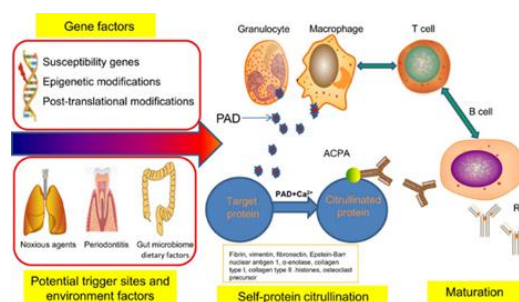 Gene factors
Susceptibility genes
Epigenetic modifications
Post-translational modifications
Noxious agents
Periodontitis
Gut microbiome
dietary factors
Potential trigger sites and
environment factors
Granulocyte
Macrophage
T cell
B cell
PAD
ACPA
Target
protein
PAD+Ca²⁺
Citrullinated
protein
Fibrin, vimentin, fibronectin, Epstein-Barr
nuclear antigen 1, α-enolase, collagen
type I, collagen type II ,histones, osteoclast
precursor
Self-protein citrullination
R
Maturation